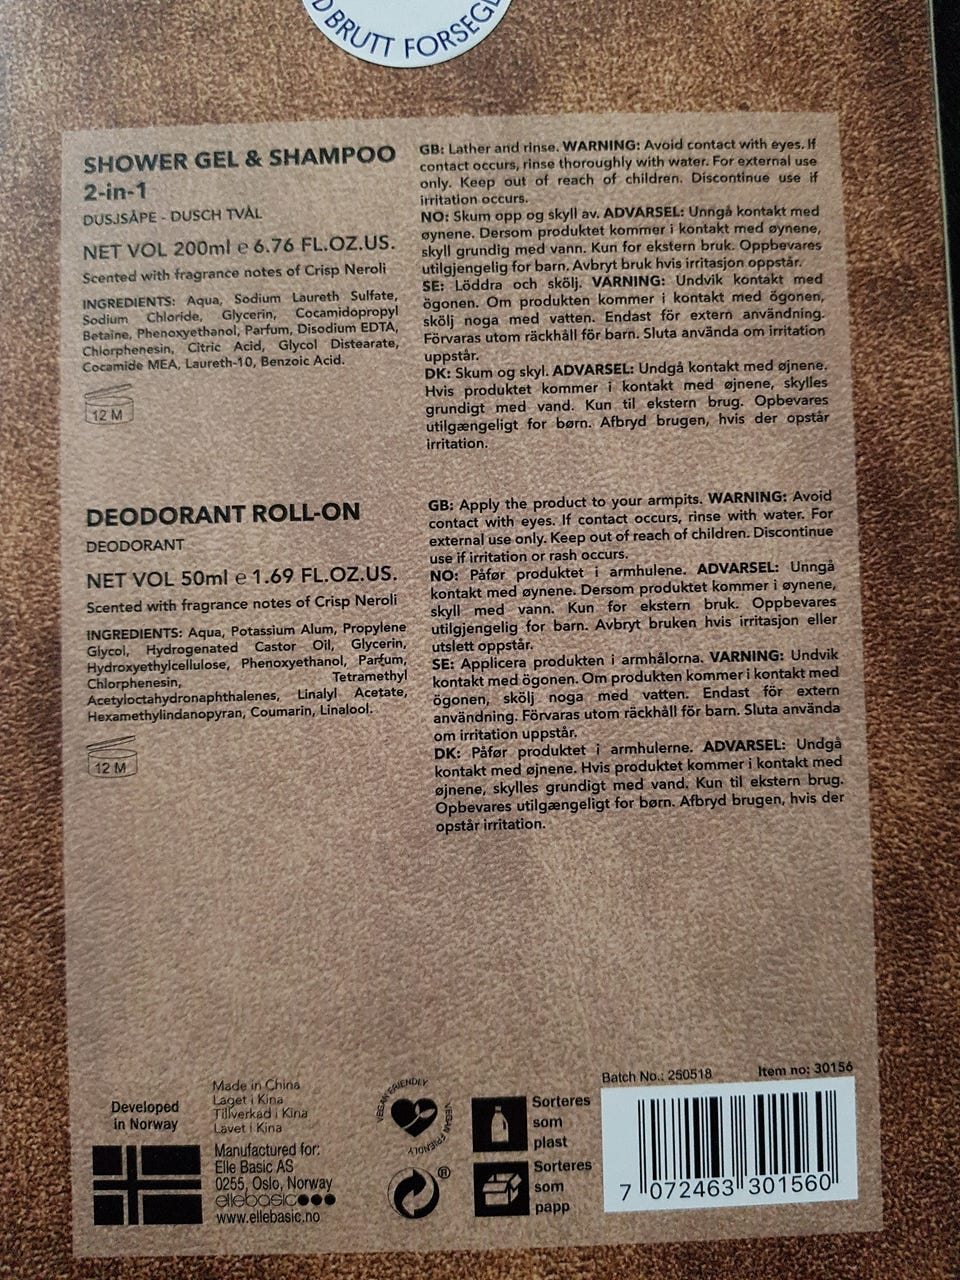 D BRUTT FORSEGL
SHOWER GEL & SHAMPOO
2-in-1
DUSJSÅPE - DUSCH TVÅL
NET VOL 200ml e 6.76 FL.OZ.US.
Scented with fragrance notes of Crisp Neroli
INGREDIENTS: Aqua, Sodium Laureth Sulfate,
Sodium Chloride, Glycerin, Cocamidopropyl
Betaine, Phenoxyethanol, Parfum, Disodium EDTA,
Chlorphenesin, Citric Acid, Glycol Distearate,
Cocamide MEA, Laureth-10, Benzoic Acid.
12 M
GB: Lather and rinse. WARNING: Avoid contact with eyes. If
contact occurs, rinse thoroughly with water. For external use
only. Keep out of reach of children. Discontinue use if
irritation occurs.
NO: Skum opp og skyll av. ADVARSEL: Unngå kontakt med
øynene. Dersom produktet kommer i kontakt med øynene,
skyll grundig med vann. Kun for ekstern bruk. Oppbevares
utilgjengelig for barn. Avbryt bruk hvis irritasjon oppstår.
SE: Löddra och skölj. VARNING: Undvik kontakt med
ögonen. Om produkten kommer i kontakt med ögonen,
skölj noga med vatten. Endast för extern användning.
Förvaras utom räckhåll för barn. Sluta använda om irritation
uppstår.
DK: Skum og skyl. ADVARSEL: Undgå kontakt med øjnene.
Hvis produktet kommer i kontakt med øjnene, skylles
grundigt med vand. Kun til ekstern brug. Opbevares
utilgængeligt for børn. Afbryd brugen, hvis der opstår
irritation.
DEODORANT ROLL-ON
DEODORANT
NET VOL 50ml e 1.69 FL.OZ.US.
Scented with fragrance notes of Crisp Neroli
INGREDIENTS: Aqua, Potassium Alum, Propylene
Glycol, Hydrogenated Castor Oil, Glycerin,
Hydroxyethylcellulose, Phenoxyethanol, Parfum,
Chlorphenesin, Tetramethyl
Acetyloctahydronaphthalenes, Linalyl Acetate,
Hexamethylindanopyran, Coumarin, Linalool.
12 M
GB: Apply the product to your armpits. WARNING: Avoid
contact with eyes. If contact occurs, rinse with water. For
external use only. Keep out of reach of children. Discontinue
use if irritation or rash occurs.
NO: Påfør produktet i armhulene. ADVARSEL: Unngå
kontakt med øynene. Dersom produktet kommer i øynene,
skyll med vann. Kun for ekstern bruk. Oppbevares
utilgjengelig for barn. Avbryt bruken hvis irritasjon eller
utslett oppstår.
SE: Applicera produkten i armhålorna. VARNING: Undvik
kontakt med ögonen. Om produkten kommer i kontakt med
ögonen, skölj noga med vatten. Endast för extern
användning. Förvaras utom räckhåll för barn. Sluta använda
om irritation uppstår.
DK: Påfør produktet i armhulerne. ADVARSEL: Undgå
kontakt med øjnene. Hvis produktet kommer i kontakt med
øjnene, skylles grundigt med vand. Kun til ekstern brug.
Opbevares utilgængeligt for børn. Afbryd brugen, hvis der
opstår irritation.
Developed
in Norway
Made in China
Laget i Kina
Tillverkad i Kina
Lavet i Kina
Manufactured for:
Elle Basic AS
0255, Oslo, Norway
ellebasic
www.ellebasic.no
VEGAN FRIENDLY
VEGAN FRIENDLY
®
Sorteres
som
plast
Sorteres
som
papp
Batch No.: 250518 Item no: 30156
7 072463 301560